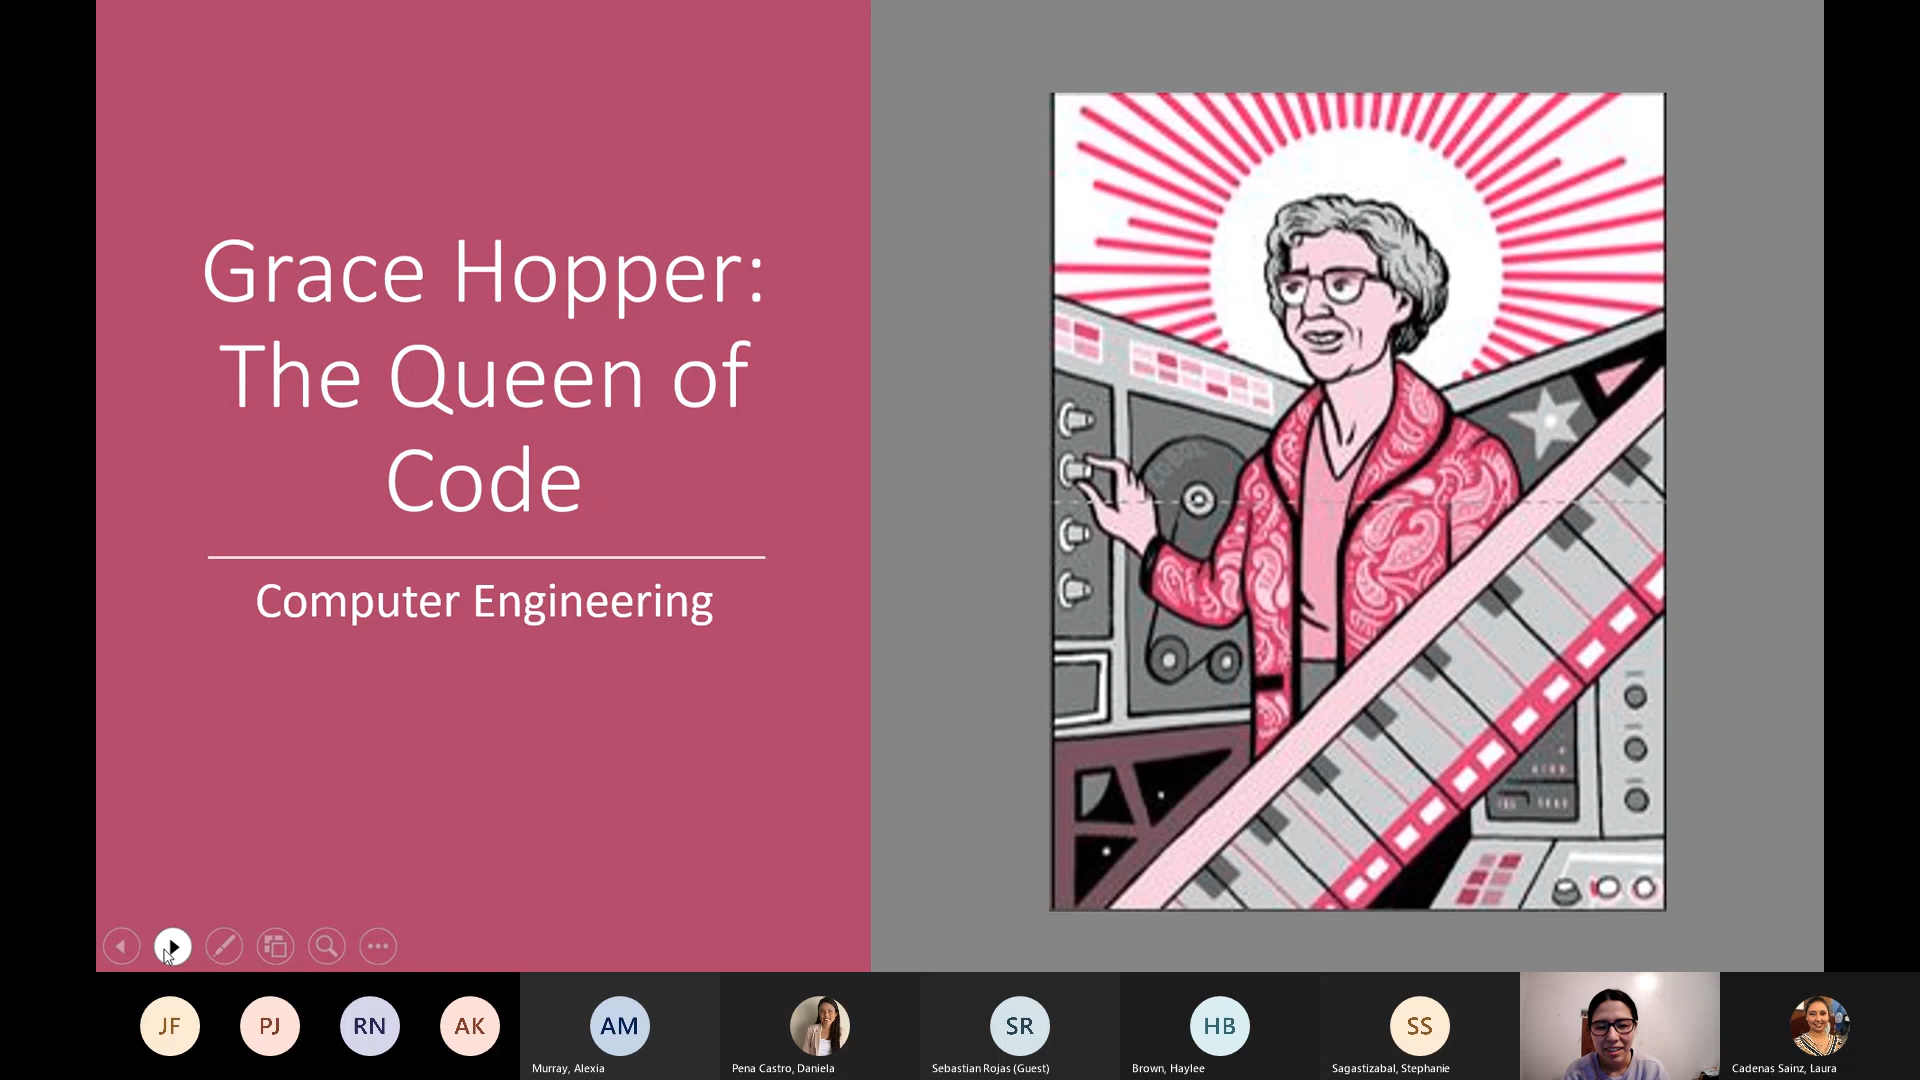 Grace Hopper:
The Queen of
Code
Computer Engineering
JF
PJ
RN
AK
AM
SR
HB
SS
Murray, Alexia
Pena Castro, Daniela
Sebastian Rojas (Guest)
Brown, Haylee
Sagastizabal, Stephanie
Cadenas Sainz, Laura